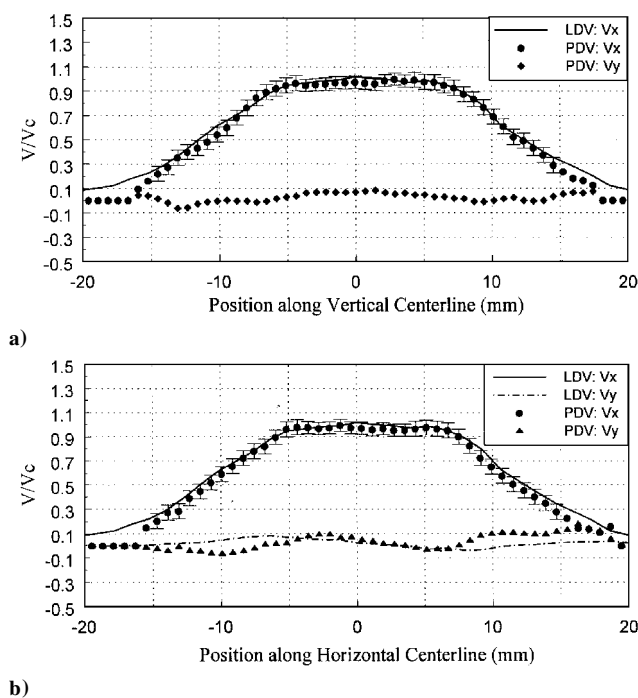 1.5
1.3
1.1
0.9
0.7
0.5
0.3
0.1
-0.1
-0.3
-0.5
V/Vc
LDV: Vx
PDV: Vx
PDV: Vy
-20 -10 0 10 20
Position along Vertical Centerline (mm)
a)
1.5
1.3
1.1
0.9
0.7
0.5
0.3
0.1
-0.1
-0.3
-0.5
V/Vc
LDV: Vx
LDV: Vy
PDV: Vx
PDV: Vy
-20 -10 0 10 20
Position along Horizontal Centerline (mm)
b)